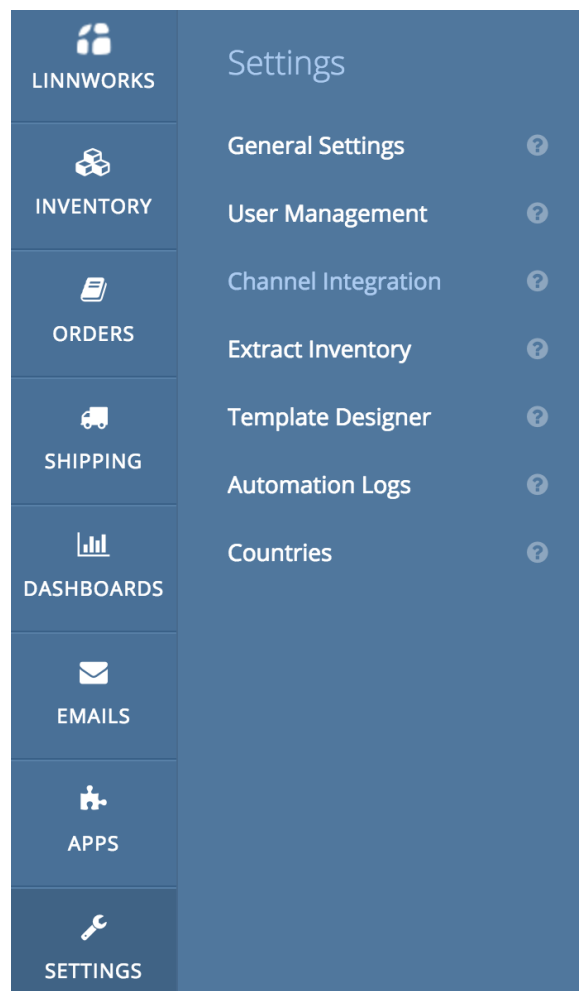 LINNWORKS
INVENTORY
ORDERS
SHIPPING
DASHBOARDS
EMAILS
APPS
SETTINGS
Settings
General Settings ?
User Management ?
Channel Integration ?
Extract Inventory ?
Template Designer ?
Automation Logs ?
Countries ?